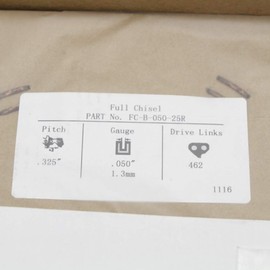 Full Chisel
PART No. FC-B-050-25R
Pitch Gauge Drive Links
.325" .050" 462
1.3mm
1116